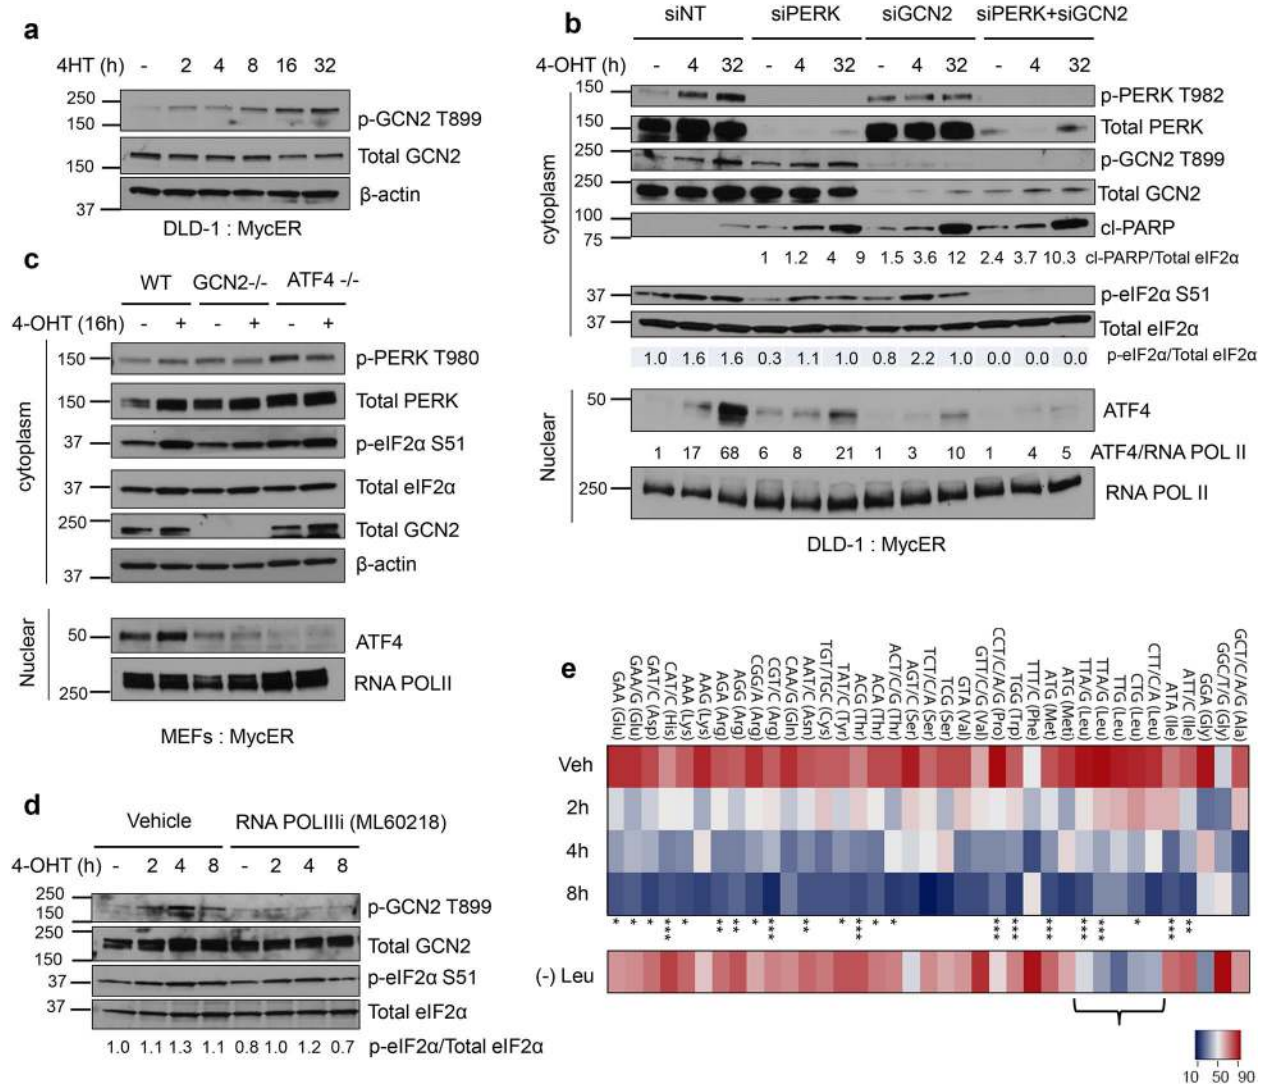 a
4HT (h) - 2 4 8 16 32
250
150
p-GCN2 T899
150
Total GCN2
37
β-actin
DLD-1 : MycER
b
siNT siPERK siGCN2 siPERK+siGCN2
4-OHT (h) - 4 32 - 4 32 - 4 32 - 4 32
cytoplasm
150
p-PERK T982
150
Total PERK
250
p-GCN2 T899
250
Total GCN2
100
75
cl-PARP
1 1.2 4 9 1.5 3.6 12 2.4 3.7 10.3 cl-PARP/Total eIF2α
37
p-eIF2α S51
37
Total eIF2α
1.0 1.6 1.6 0.3 1.1 1.0 0.8 2.2 1.0 0.0 0.0 0.0 p-eIF2α/Total eIF2α
Nuclear
50
ATF4
1 17 68 6 8 21 1 3 10 1 4 5 ATF4/RNA POL II
250
RNA POL II
DLD-1 : MycER
c
WT GCN2-/- ATF4 -/-
4-OHT (16h) - + - + - +
cytoplasm
150
p-PERK T980
150
Total PERK
37
p-eIF2α S51
37
Total eIF2α
250
Total GCN2
37
β-actin
Nuclear
50
ATF4
250
RNA POLII
MEFs : MycER
d
Vehicle RNA POLIIIi (ML60218)
4-OHT (h) - 2 4 8 - 2 4 8
250
150
p-GCN2 T899
250
150
Total GCN2
37
p-eIF2α S51
37
Total eIF2α
1.0 1.1 1.3 1.1 0.8 1.0 1.2 0.7 p-eIF2α/Total eIF2α
e
GAA (Glu)
GAA/G (Glu)
GAT/C (Asp)
CAT/C (His)
AAA (Lys)
AAG (Lys)
AGA (Arg)
AGG (Arg)
CGG/A (Arg)
CGT/C (Arg)
CAA/G (Gln)
AAT/C (Asn)
TGT/TGC (Cys)
TAT/C (Tyr)
ACG (Thr)
ACA (Thr)
ACT/C/G (Thr)
AGT/C (Ser)
TCT/C/A (Ser)
TCG (Ser)
GTA (Val)
GTT/C/G (Val)
CCT/C/A/G (Pro)
TGG (Trp)
TT/C (Phe)
ATG (Met)
ATG (Meti)
TTA/G (Leu)
TTA/G (Leu)
TTG (Leu)
CTG (Leu)
CTT/C/A (Leu)
ATA (Ile)
ATT/C (Ile)
GGA (Gly)
GGC/T/G (Gly)
GCT/C/A/G (Ala)
Veh
2h
4h
8h
* * * *** * ** ** * *** ** * *** * * *** *** *** *** *** * *** **
(-) Leu
10 50 90